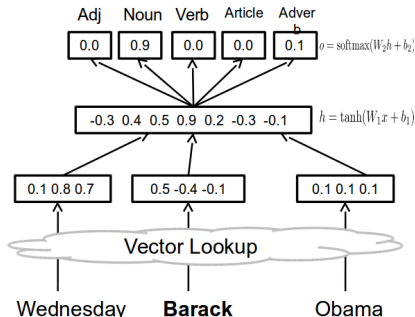 Adj Noun Verb Article Adverb
0.0 0.9 0.0 0.0 0.1 o = softmax(W₂h + b₂)
-0.3 0.4 0.5 0.9 0.2 -0.3 -0.1 h = tanh(W₁x + b₁)
0.1 0.8 0.7 0.5 -0.4 -0.1 0.1 0.1 0.1
Vector Lookup
Wednesday Barack Obama